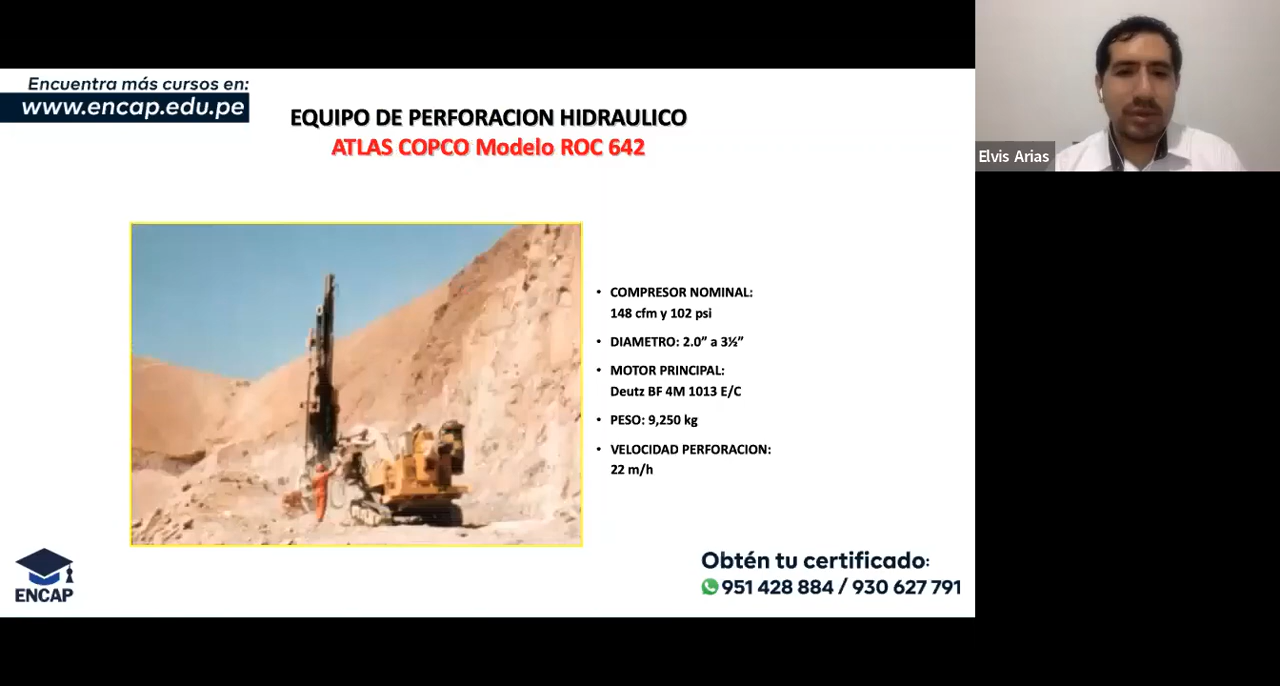 Encuentra más cursos en:
www.encap.edu.pe
EQUIPO DE PERFORACION HIDRAULICO
ATLAS COPCO Modelo ROC 642
Elvis Arias
• COMPRESOR NOMINAL:
148 cfm y 102 psi
• DIAMETRO: 2.0” a 3½”
• MOTOR PRINCIPAL:
Deutz BF 4M 1013 E/C
• PESO: 9,250 kg
• VELOCIDAD PERFORACION:
22 m/h
ENCAP
Obtén tu certificado:
951 428 884 / 930 627 791